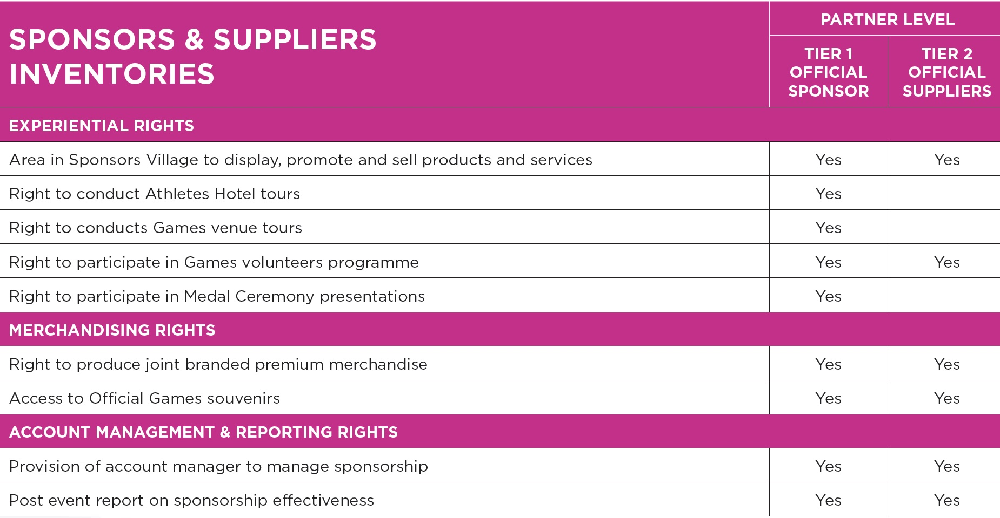 SPONSORS & SUPPLIERS
INVENTORIES
PARTNER LEVEL
TIER 1
OFFICIAL
SPONSOR
TIER 2
OFFICIAL
SUPPLIERS
EXPERIENTIAL RIGHTS
Area in Sponsors Village to display, promote and sell products and services Yes Yes
Right to conduct Athletes Hotel tours Yes
Right to conducts Games venue tours Yes
Right to participate in Games volunteers programme Yes Yes
Right to participate in Medal Ceremony presentations Yes
MERCHANDISING RIGHTS
Right to produce joint branded premium merchandise Yes Yes
Access to Official Games souvenirs Yes Yes
ACCOUNT MANAGEMENT & REPORTING RIGHTS
Provision of account manager to manage sponsorship Yes Yes
Post event report on sponsorship effectiveness Yes Yes